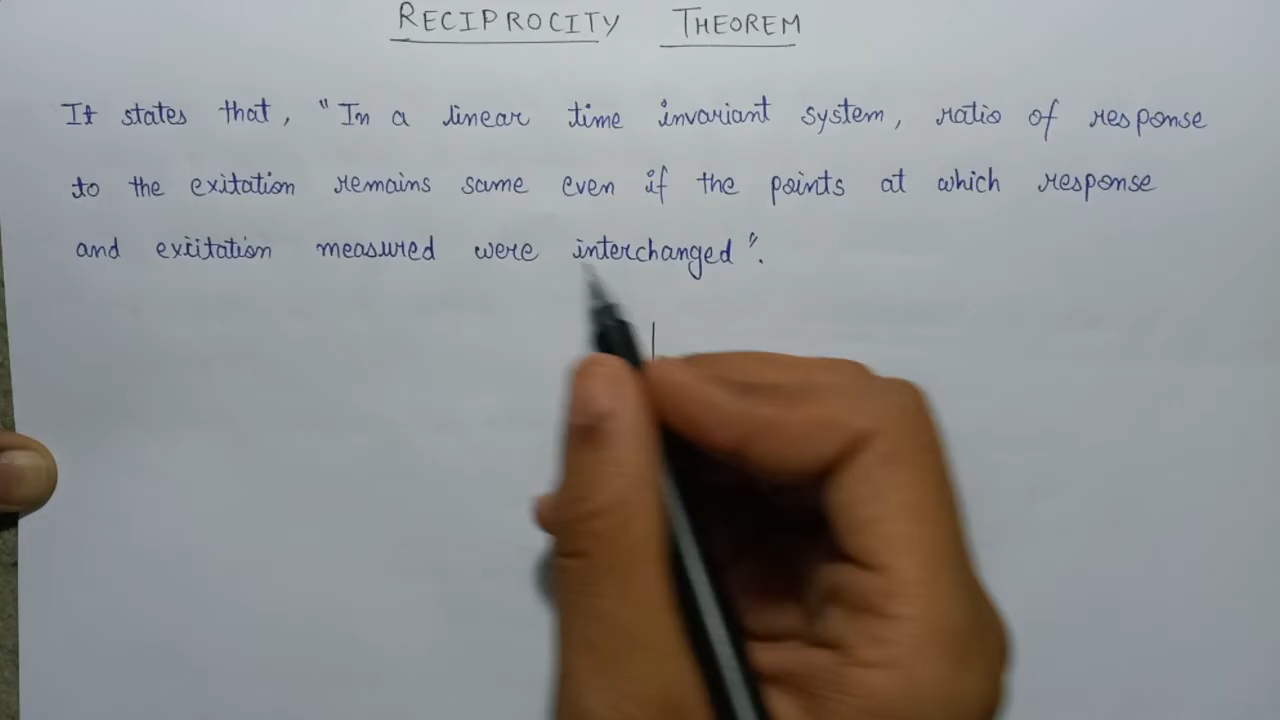 RECIPROCITY THEOREM
It states that, "In a linear time invariant system, ratio of response
to the exitation remains same even if the points at which response
and excitation measured were interchanged".